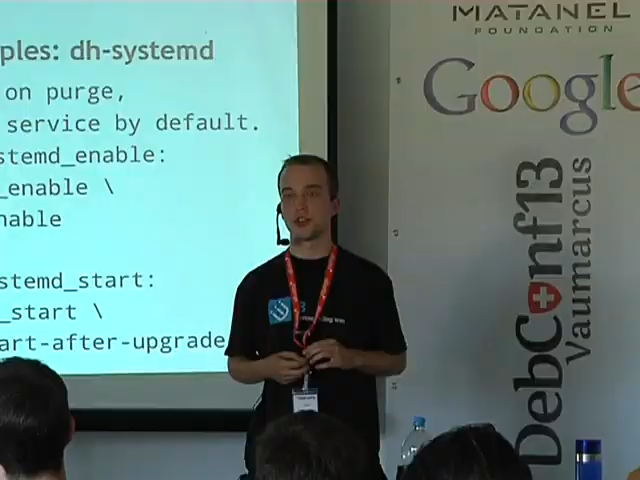 ples: dh-systemd
on purge,
service by default.
stemd_enable:
_enable \
nable
stemd_start:
_start \
art-after-upgrade
MATANEL
FOUNDATION
Google
DebConf13
Vaumarcus